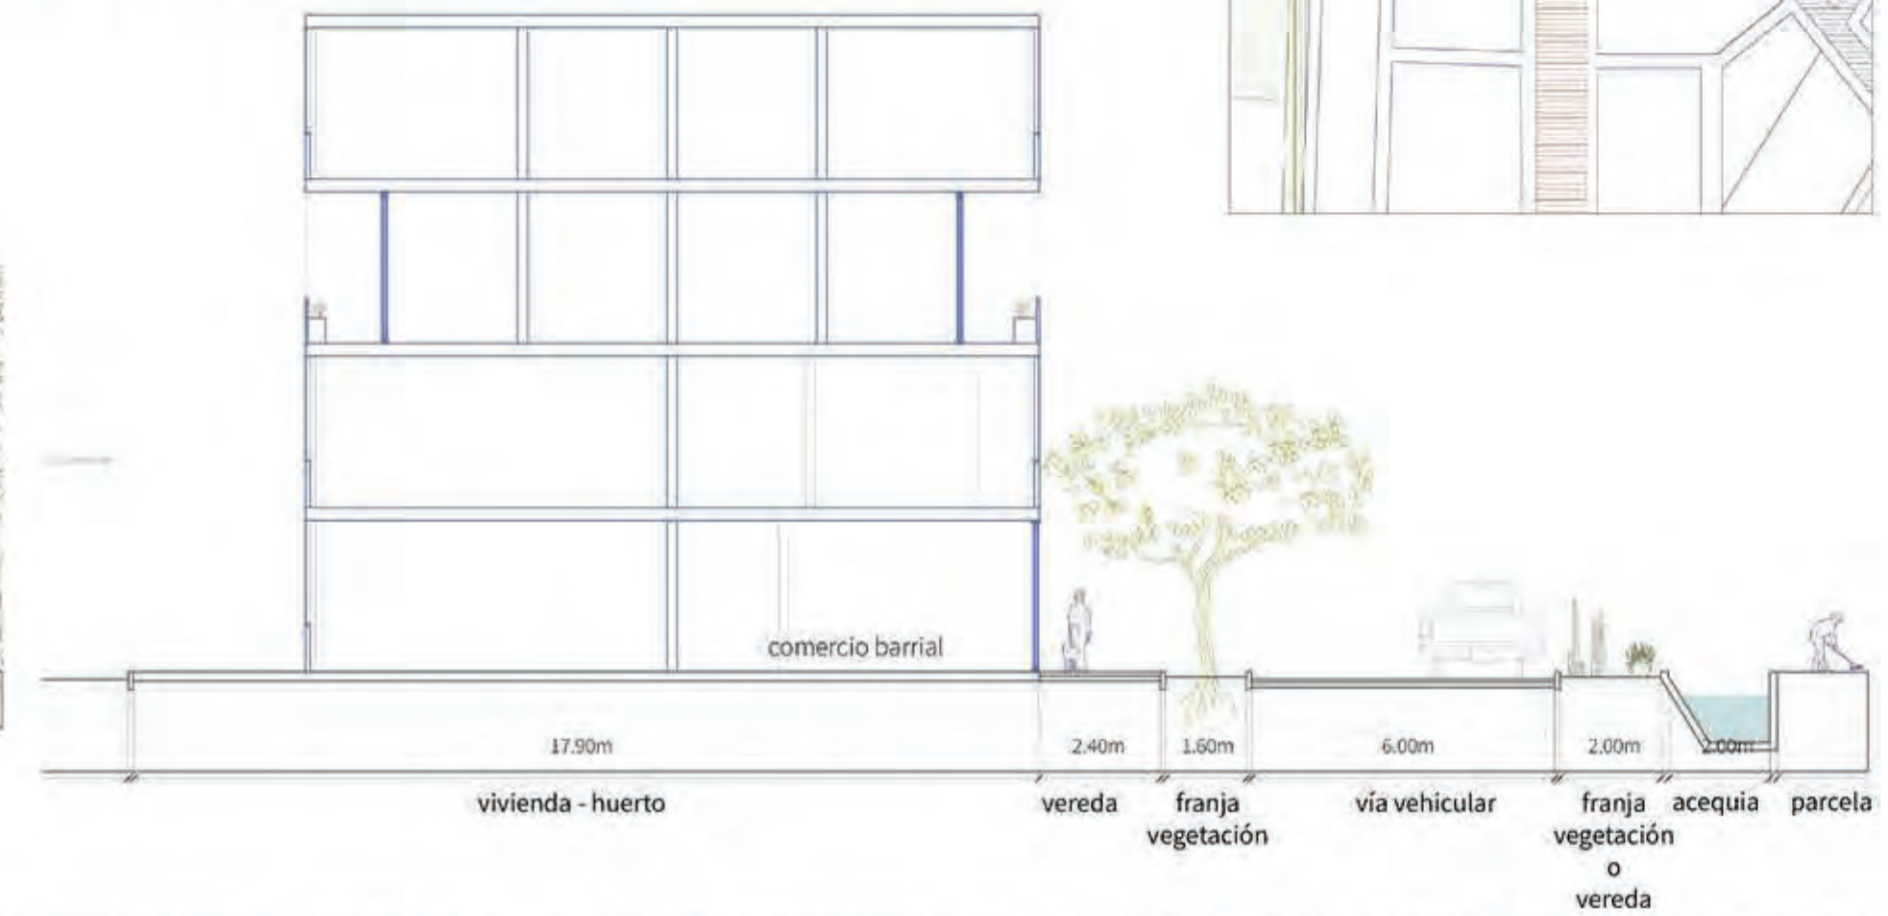 comercio barrial
17.90m
2.40m
1.60m
6.00m
2.00m
2.00m
vivienda - huerto
vereda
franja
vegetación
vía vehicular
franja
vegetación
o
vereda
acequia
parcela